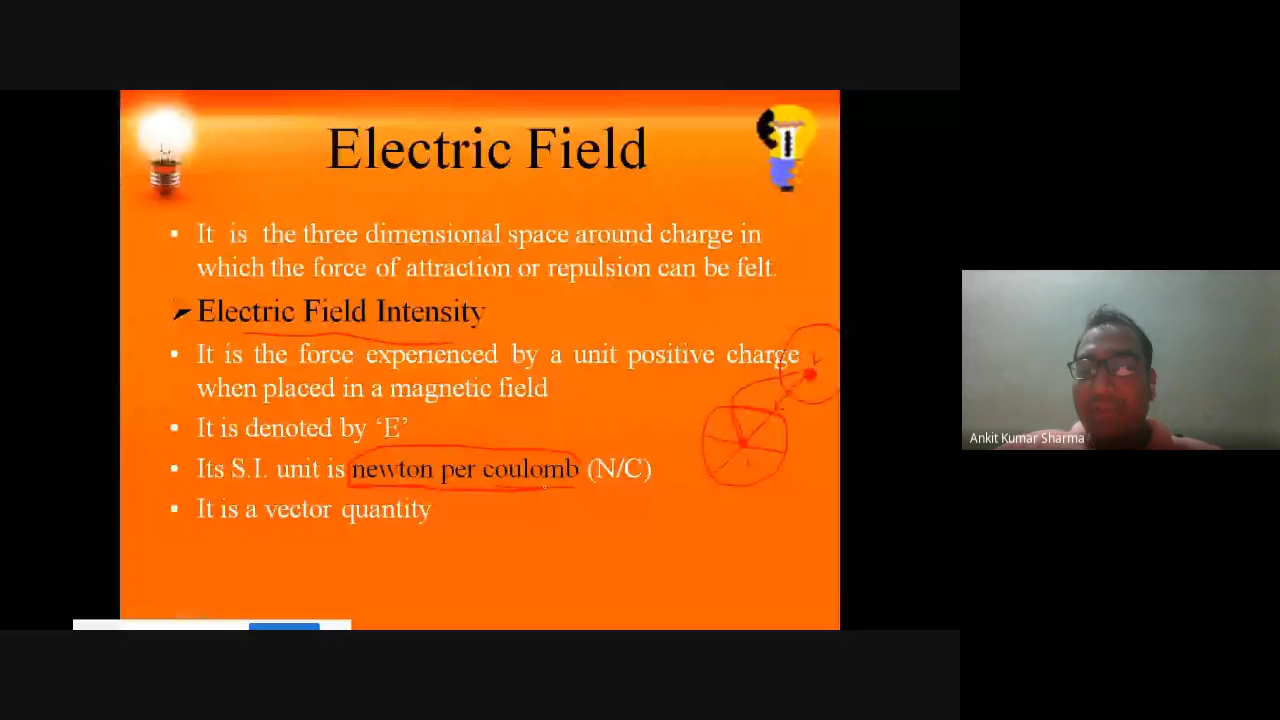 Electric Field
▪ It is the three dimensional space around charge in
which the force of attraction or repulsion can be felt.
➢ Electric Field Intensity
▪ It is the force experienced by a unit positive charge
when placed in a magnetic field
▪ It is denoted by ‘E’
▪ Its S.I. unit is newton per coulomb (N/C)
▪ It is a vector quantity
Ankit Kumar Sharma